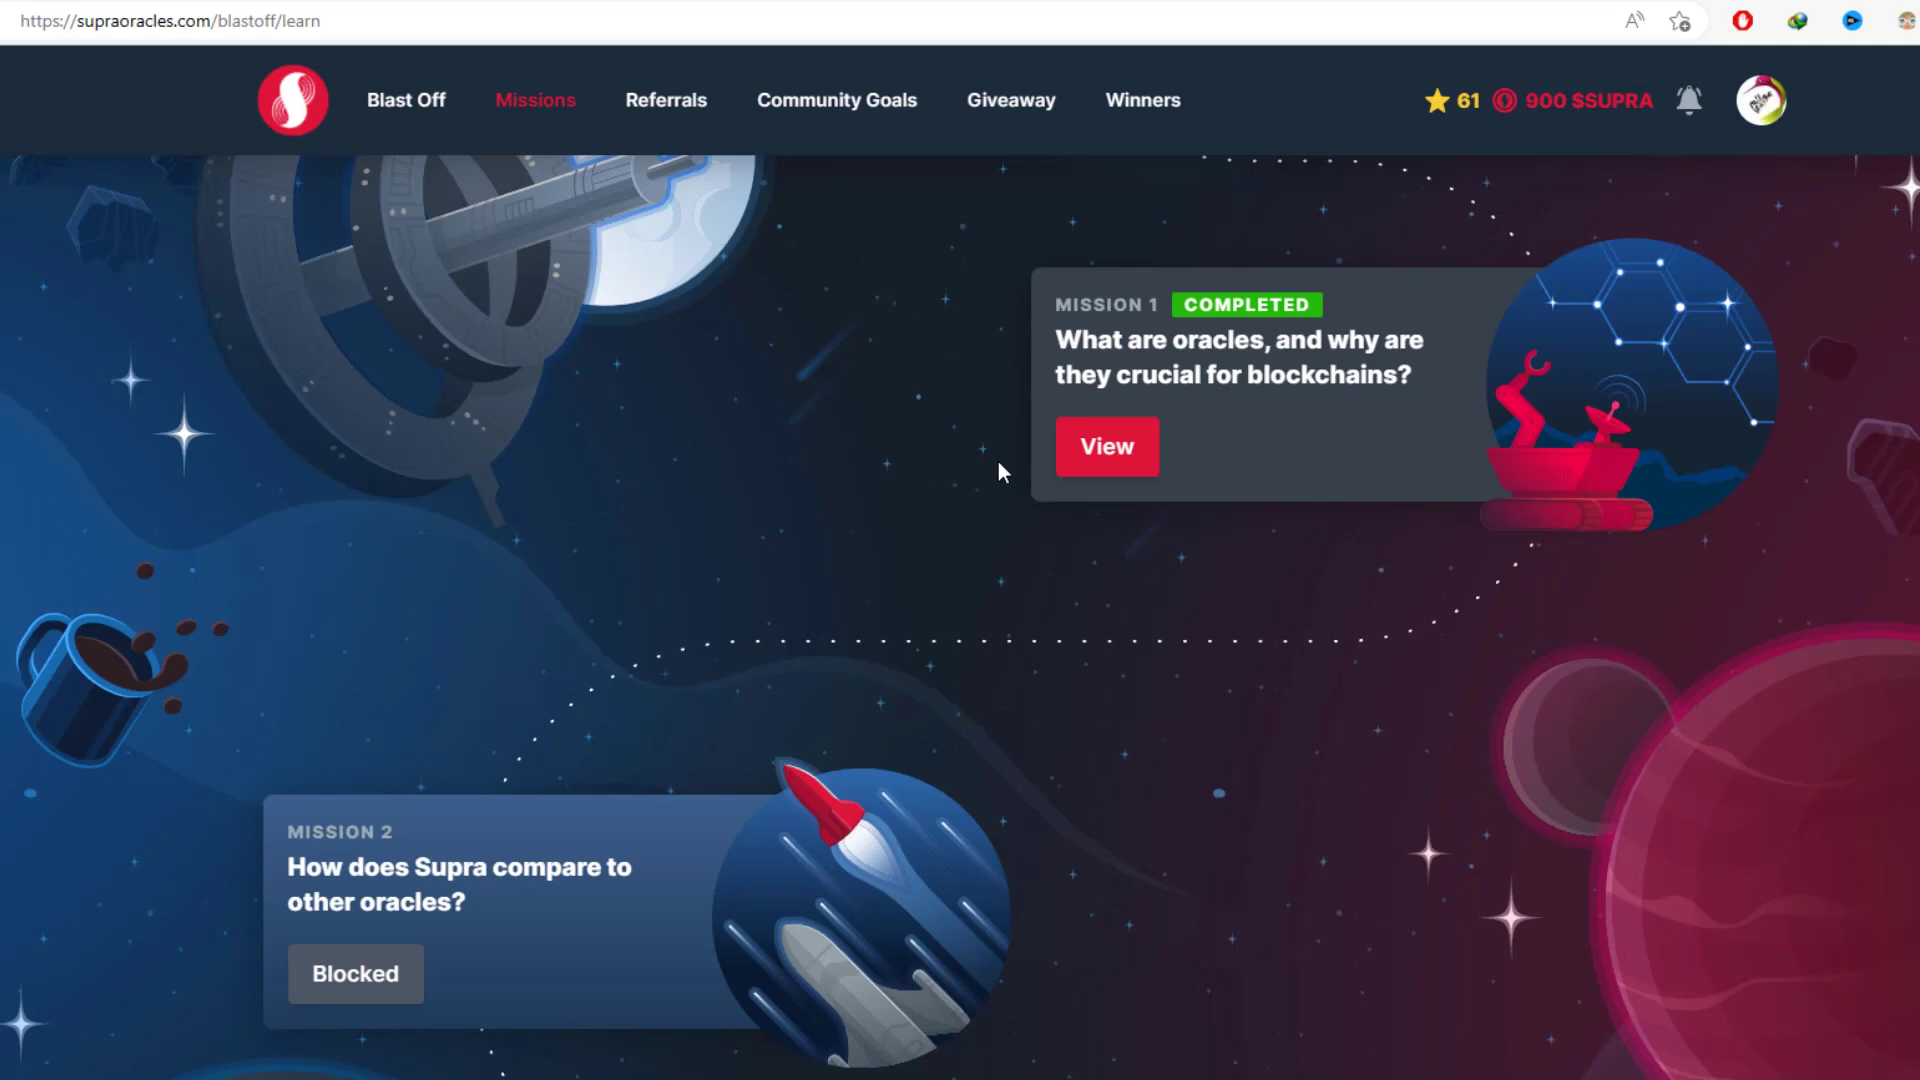 https://supraoracles.com/blastoff/learn
Blast Off
Missions
Referrals
Community Goals
Giveaway
Winners
61
900 $SUPRA
MISSION 1 COMPLETED
What are oracles, and why are
they crucial for blockchains?
View
MISSION 2
How does Supra compare to
other oracles?
Blocked